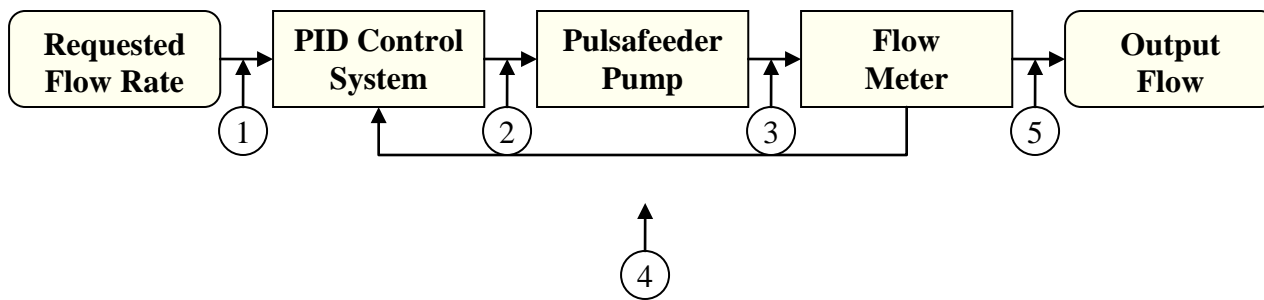 Requested
Flow Rate
PID Control
System
Pulsafeeder
Pump
Flow
Meter
Output
Flow
1
2
3
5
4